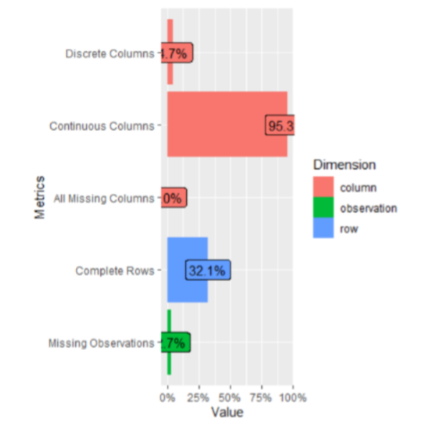 Discrete Columns
.7%
Continuous Columns
95.3
Dimension
column
All Missing Columns
0%
observation
row
Metrics
Complete Rows
32.1%
Missing Observations
.7%
0% 25% 50% 75% 100%
Value